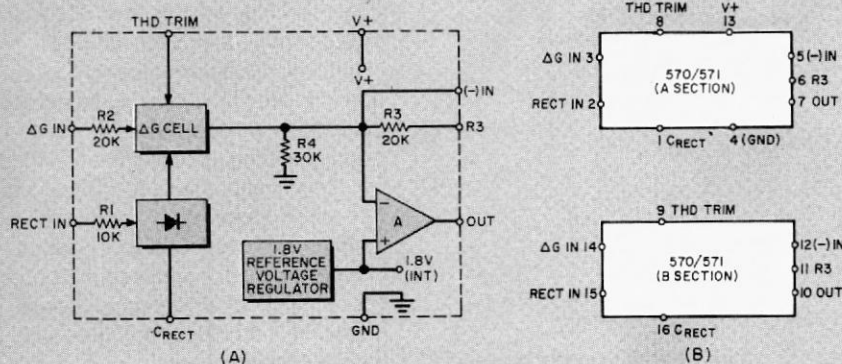 THD TRIM
V+
V+
(-)IN
ΔG IN
R2
20K
ΔG CELL
R3
20K
R3
R4
30K
RECT IN
R1
10K
A
-
+
OUT
1.8V
REFERENCE
VOLTAGE
REGULATOR
1.8V
(INT)
CRECT
GND
(A)
THD TRIM
8
V+
13
ΔG IN 3
RECT IN 2
570/571
(A SECTION)
5 (-)IN
6 R3
7 OUT
1 CRECT
4 (GND)
9 THD TRIM
ΔG IN 14
RECT IN 15
570/571
(B SECTION)
12 (-)IN
11 R3
10 OUT
16 CRECT
(B)